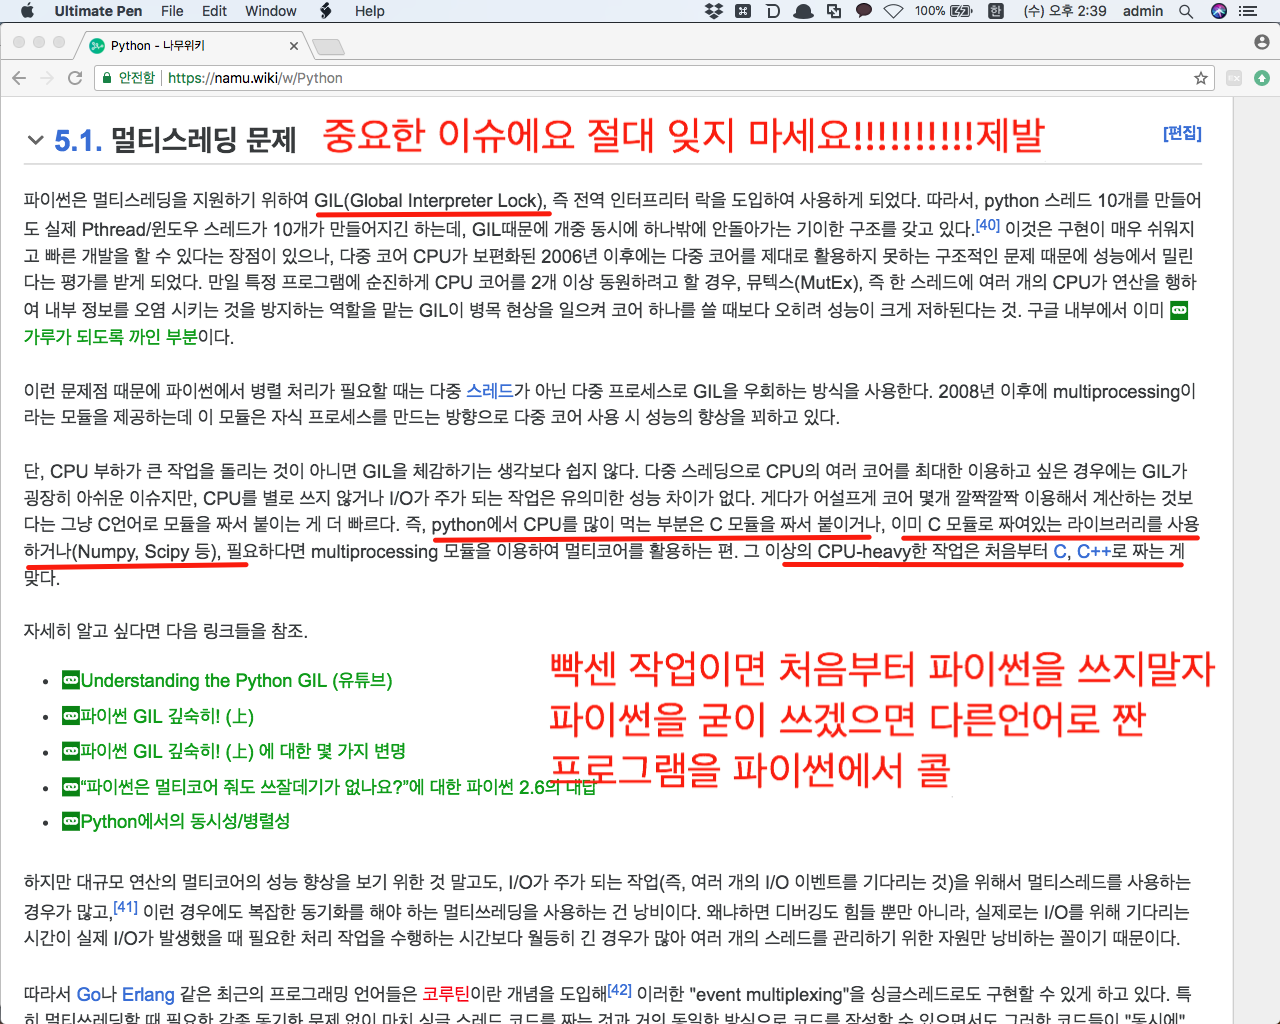 Ultimate Pen File Edit Window Help 100% 한 (수) 오후 2:39 admin
Python - 나무위키
안전함 https://namu.wiki/w/Python
5.1. 멀티스레딩 문제 중요한 이슈에요 절대 잊지 마세요!!!!!!!!!!제발 [편집]
파이썬은 멀티스레딩을 지원하기 위하여 GIL(Global Interpreter Lock), 즉 전역 인터프리터 락을 도입하여 사용하게 되었다. 따라서, python 스레드 10개를 만들어
도 실제 Pthread/윈도우 스레드가 10개가 만들어지긴 하는데, GIL때문에 개중 동시에 하나밖에 안돌아가는 기이한 구조를 갖고 있다.[40] 이것은 구현이 매우 쉬워지
고 빠른 개발을 할 수 있다는 장점이 있으나, 다중 코어 CPU가 보편화된 2006년 이후에는 다중 코어를 제대로 활용하지 못하는 구조적인 문제 때문에 성능에서 밀린
다는 평가를 받게 되었다. 만일 특정 프로그램에 순진하게 CPU 코어를 2개 이상 동원하려고 할 경우, 뮤텍스(MutEx), 즉 한 스레드에 여러 개의 CPU가 연산을 행하
여 내부 정보를 오염 시키는 것을 방지하는 역할을 맡는 GIL이 병목 현상을 일으켜 코어 하나를 쓸 때보다 오히려 성능이 크게 저하된다는 것. 구글 내부에서 이미
가루가 되도록 까인 부분이다.
이런 문제점 때문에 파이썬에서 병렬 처리가 필요할 때는 다중 스레드가 아닌 다중 프로세스로 GIL을 우회하는 방식을 사용한다. 2008년 이후에 multiprocessing이
라는 모듈을 제공하는데 이 모듈은 자식 프로세스를 만드는 방향으로 다중 코어 사용 시 성능의 향상을 꾀하고 있다.
단, CPU 부하가 큰 작업을 돌리는 것이 아니면 GIL을 체감하기는 생각보다 쉽지 않다. 다중 스레딩으로 CPU의 여러 코어를 최대한 이용하고 싶은 경우에는 GIL가
굉장히 아쉬운 이슈지만, CPU를 별로 쓰지 않거나 I/O가 주가 되는 작업은 유의미한 성능 차이가 없다. 게다가 어설프게 코어 몇개 깔짝깔짝 이용해서 계산하는 것보
다는 그냥 C언어로 모듈을 짜서 붙이는 게 더 빠르다. 즉, python에서 CPU를 많이 먹는 부분은 C 모듈을 짜서 붙이거나, 이미 C 모듈로 짜여있는 라이브러리를 사용
하거나(Numpy, Scipy 등), 필요하다면 multiprocessing 모듈을 이용하여 멀티코어를 활용하는 편. 그 이상의 CPU-heavy한 작업은 처음부터 C, C++로 짜는 게
맞다.
자세히 알고 싶다면 다음 링크들을 참조.
빡센 작업이면 처음부터 파이썬을 쓰지말자
파이썬을 굳이 쓰겠으면 다른언어로 짠
프로그램을 파이썬에서 콜
• Understanding the Python GIL (유튜브)
• 파이썬 GIL 깊숙히! (上)
• 파이썬 GIL 깊숙히! (上) 에 대한 몇 가지 변명
• “파이썬은 멀티코어 줘도 쓰잘데기가 없나요?”에 대한 파이썬 2.6의 대답
• Python에서의 동시성/병렬성
하지만 대규모 연산의 멀티코어의 성능 향상을 보기 위한 것 말고도, I/O가 주가 되는 작업(즉, 여러 개의 I/O 이벤트를 기다리는 것)을 위해서 멀티스레드를 사용하는
경우가 많고,[41] 이런 경우에도 복잡한 동기화를 해야 하는 멀티쓰레딩을 사용하는 건 낭비이다. 왜냐하면 디버깅도 힘들 뿐만 아니라, 실제로는 I/O를 위해 기다리는
시간이 실제 I/O가 발생했을 때 필요한 처리 작업을 수행하는 시간보다 월등히 긴 경우가 많아 여러 개의 스레드를 관리하기 위한 자원만 낭비하는 꼴이기 때문이다.
따라서 Go나 Erlang 같은 최근의 프로그래밍 언어들은 코루틴이란 개념을 도입해[42] 이러한 "event multiplexing"을 싱글스레드로도 구현할 수 있게 하고 있다. 특
히 멀티쓰레딩할 때 필요한 각종 동기화 문제 없이 마치 싱글 스레드 코드를 짜는 것과 거의 동일한 방식으로 코드를 작성할 수 있으면서도 그러한 코드들이 "동시에"